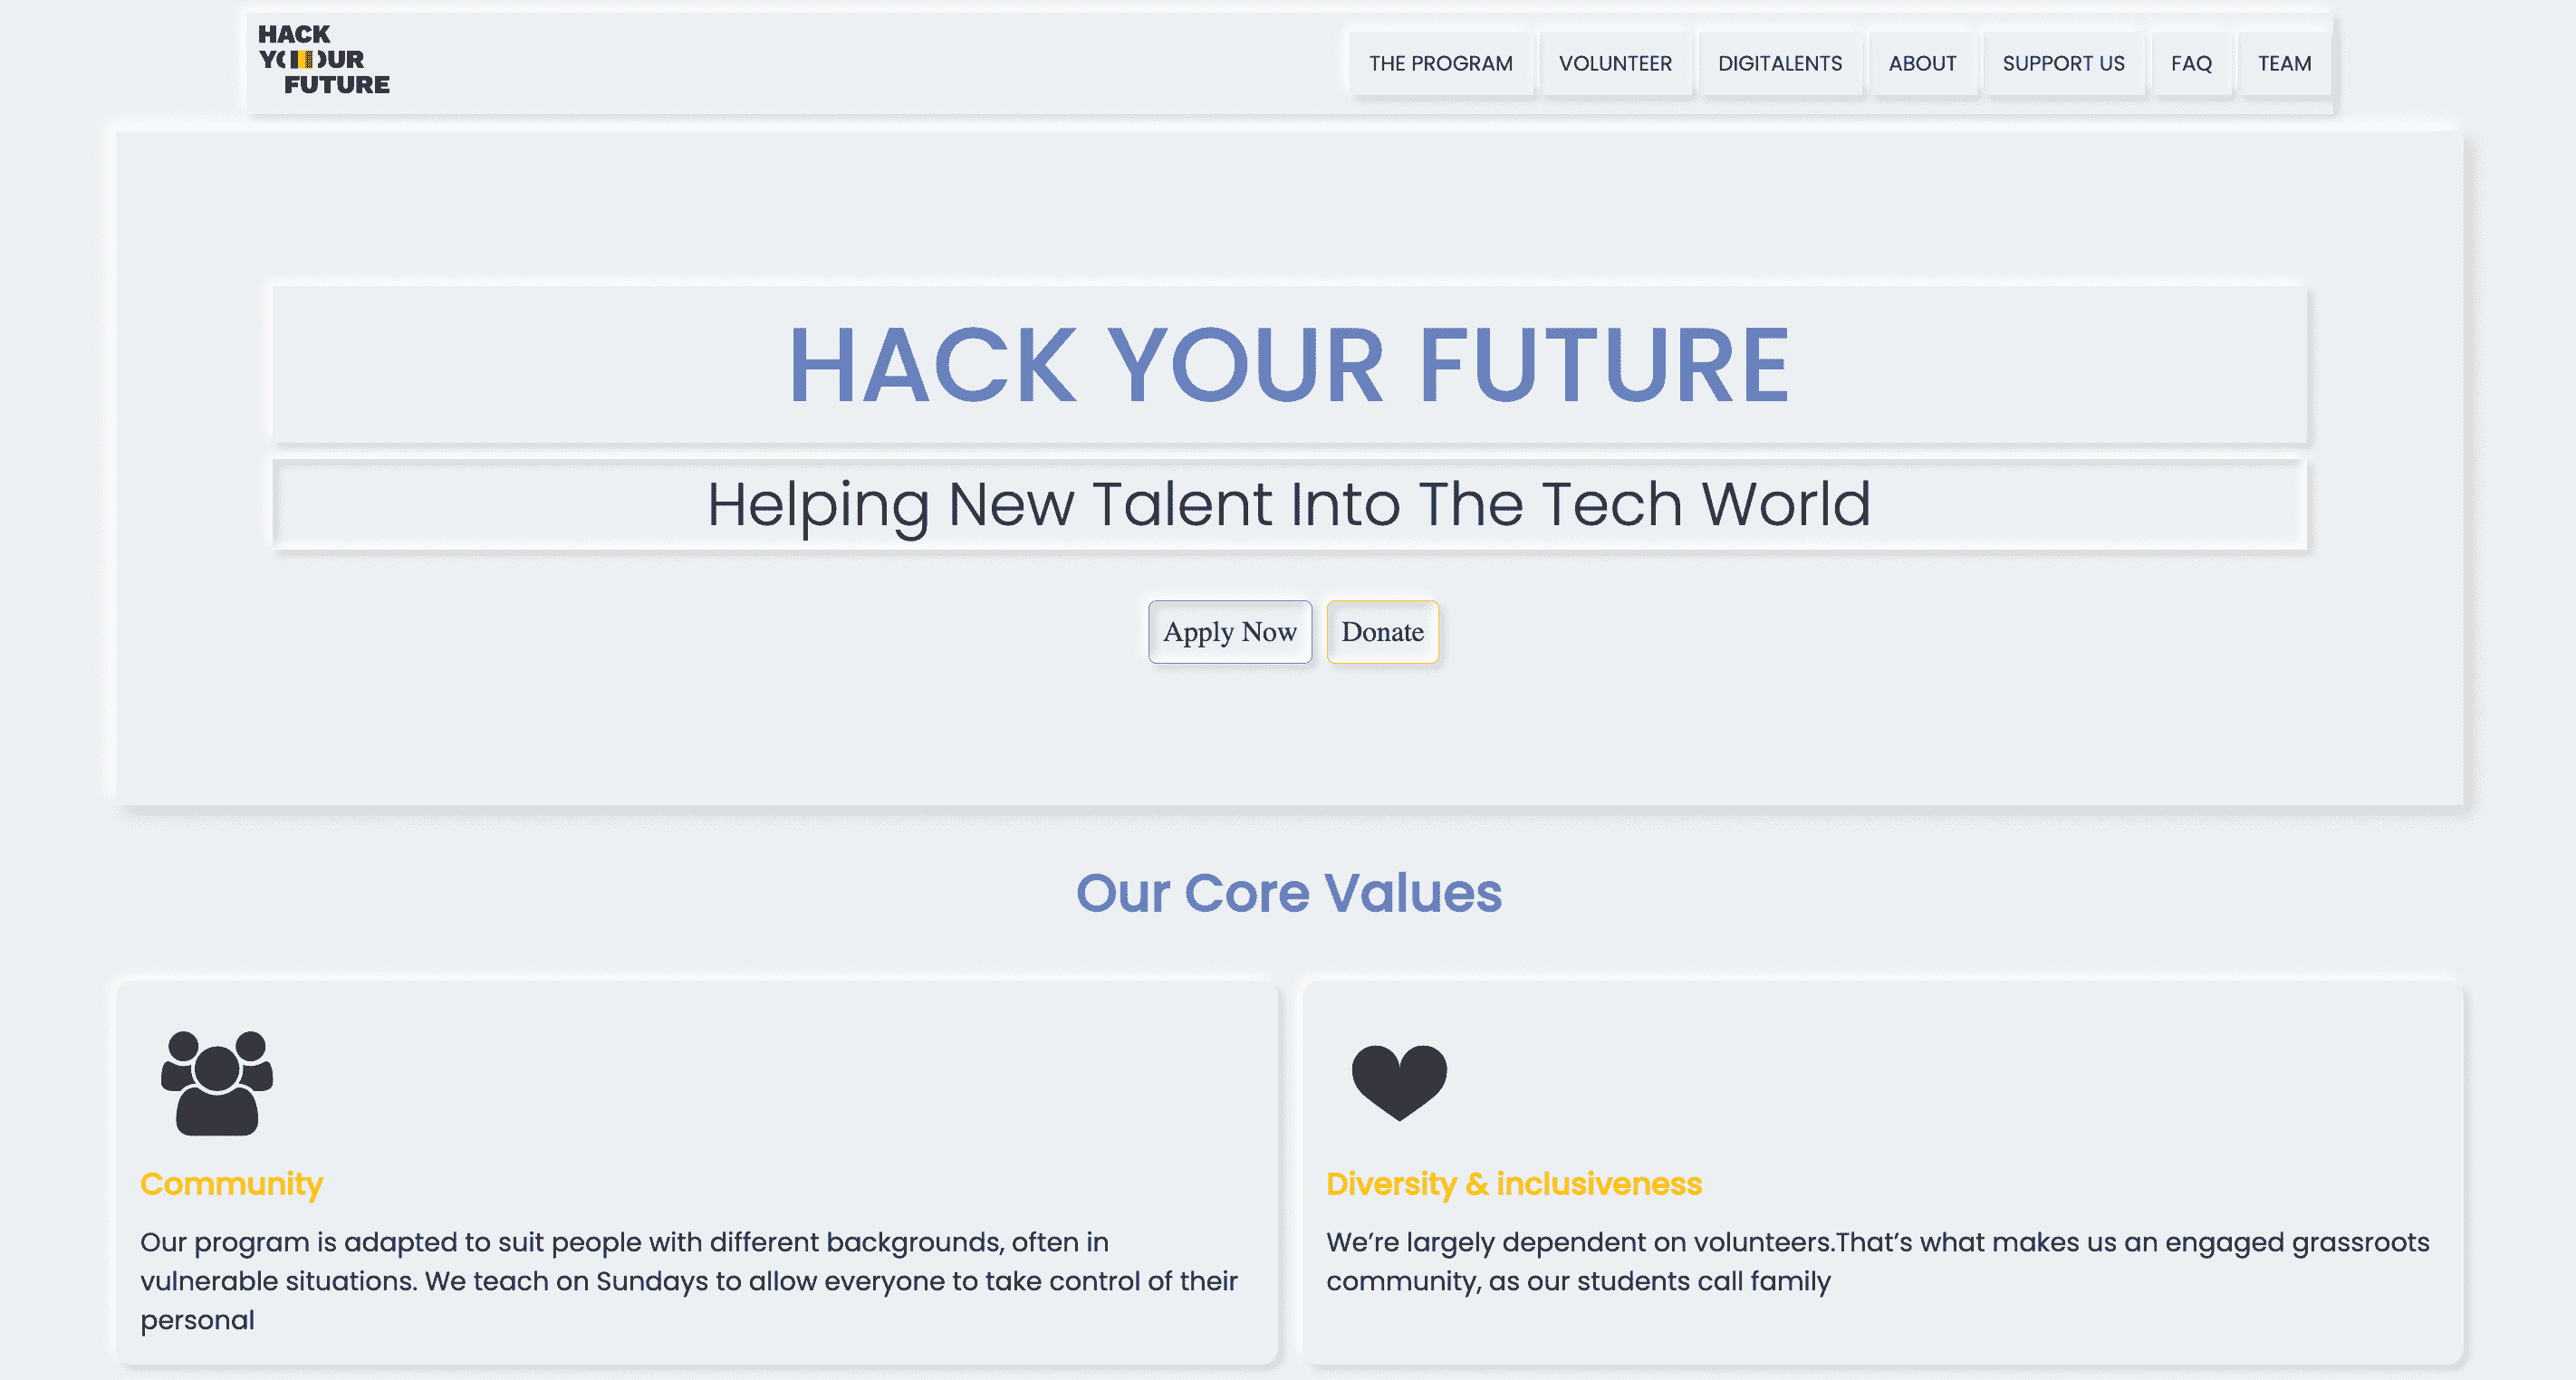 HACK
YOUR
FUTURE
THE PROGRAM
VOLUNTEER
DIGITALENTS
ABOUT
SUPPORT US
FAQ
TEAM
HACK YOUR FUTURE
Helping New Talent Into The Tech World
Apply Now
Donate
Our Core Values
Community
Our program is adapted to suit people with different backgrounds, often in
vulnerable situations. We teach on Sundays to allow everyone to take control of their
personal
Diversity & inclusiveness
We’re largely dependent on volunteers.That’s what makes us an engaged grassroots
community, as our students call family